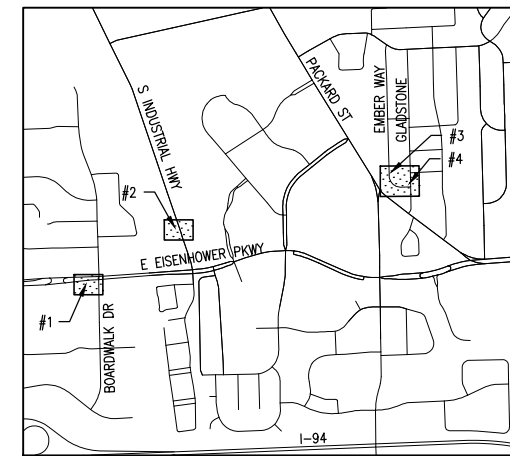 S INDUSTRIAL HWY
PACKARD ST
EMBER WAY
GLADSTONE
#3
#4
#2
E EISENHOWER PKWY
#1
BOARDWALK DR
I-94